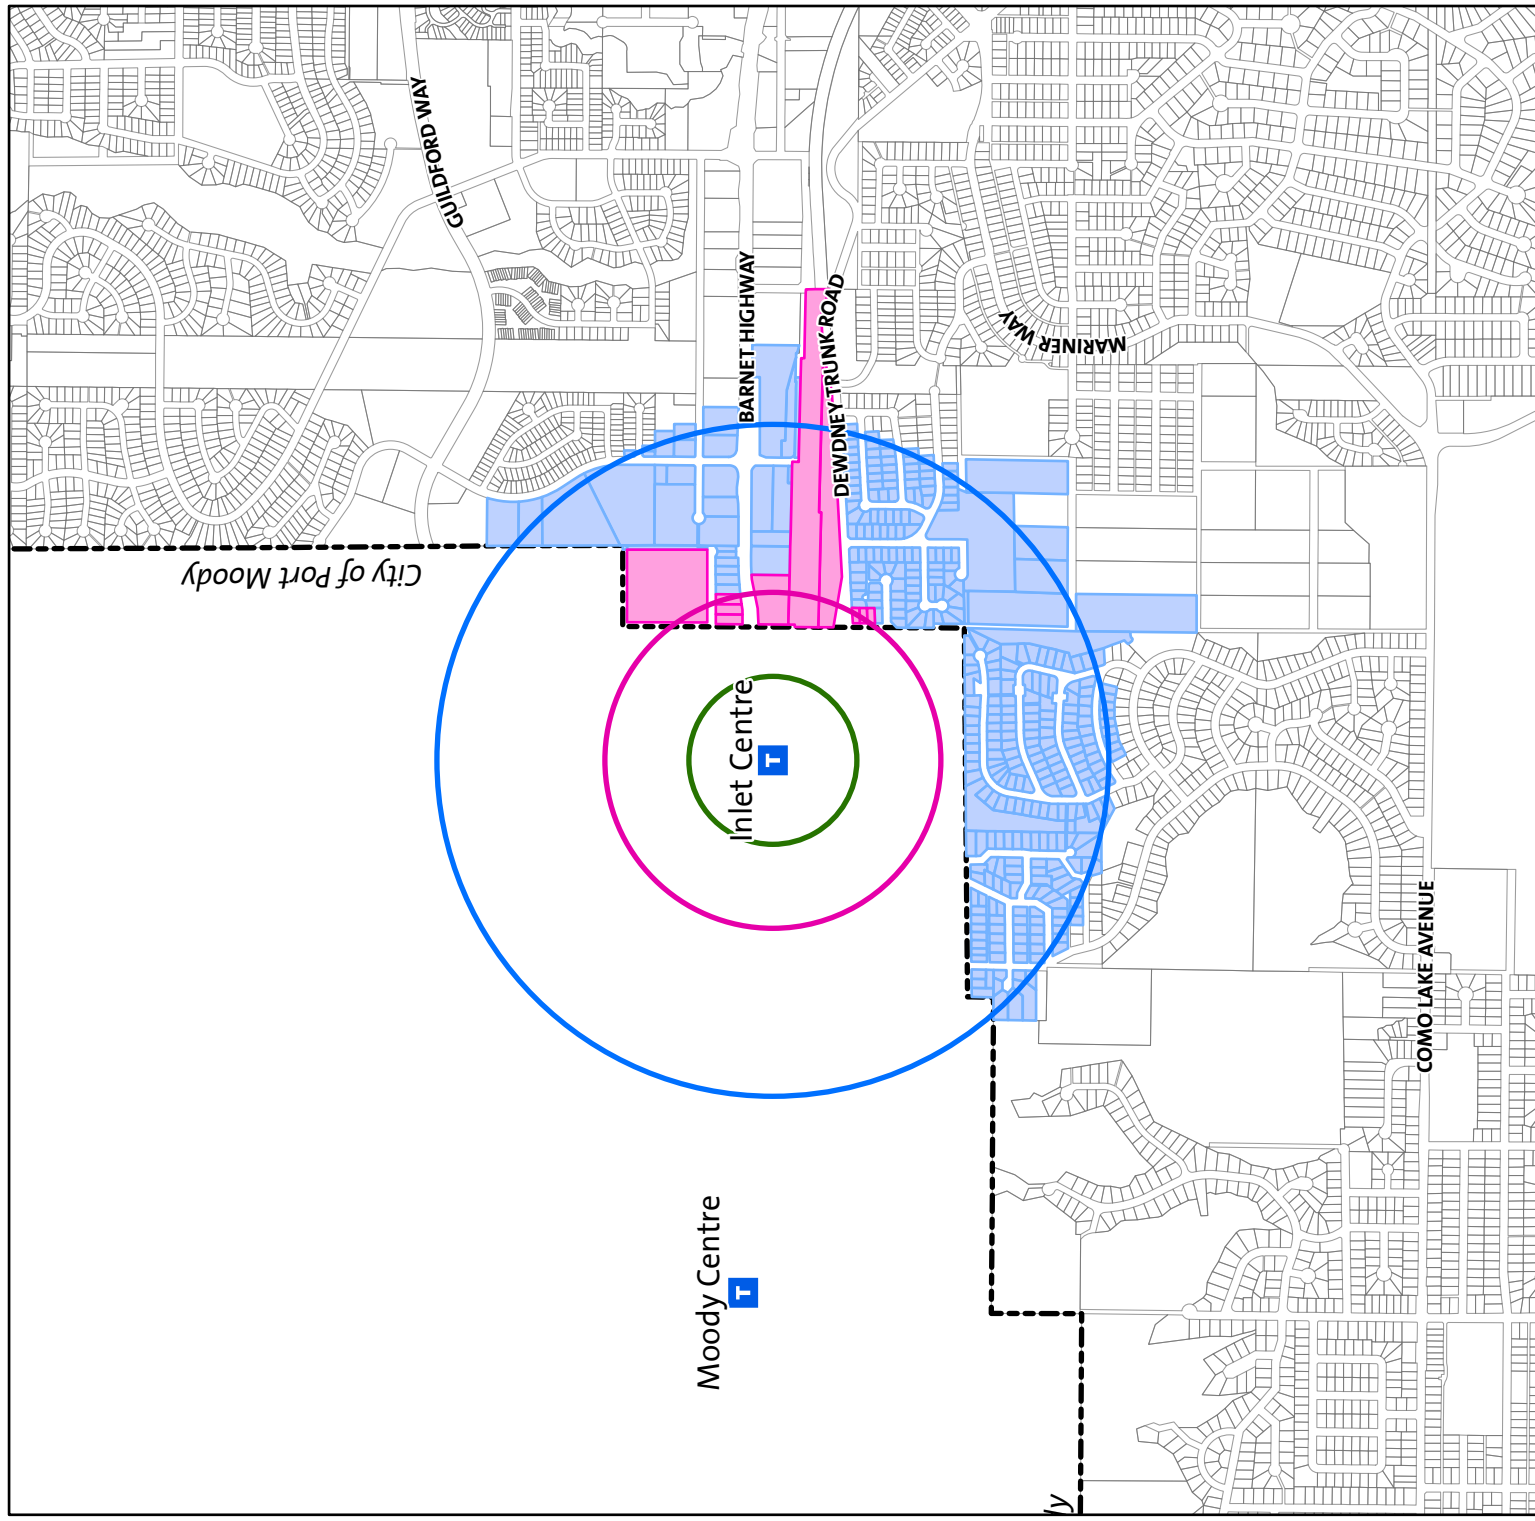 GUILDFORD WAY
BARNET HIGHWAY
DEWDNEY TRUNK ROAD
MARINER WAY
City of Port Moody
Inlet Centre
T
COMO LAKE AVENUE
Moody Centre
T